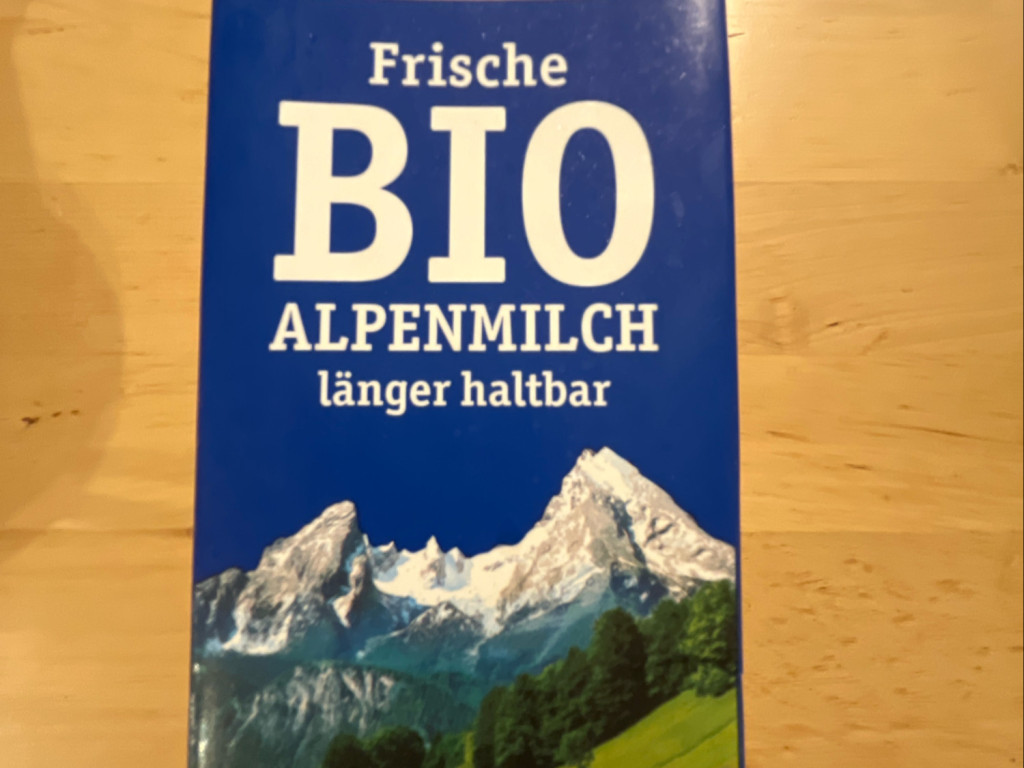 Frische
BIO
ALPENMILCH
länger haltbar